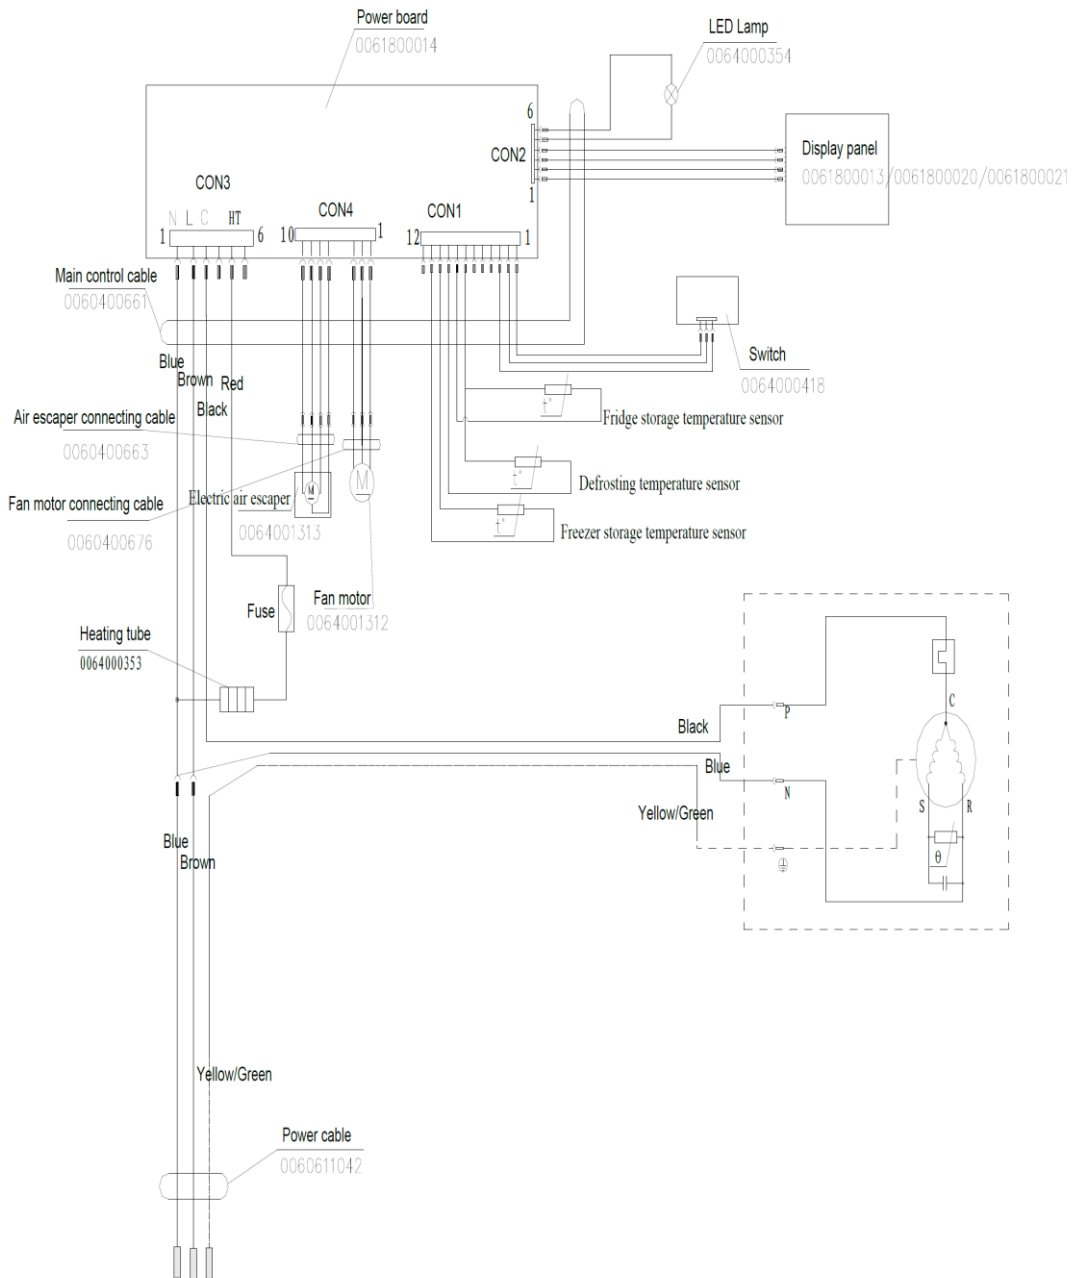 Power board
0061800014
LED Lamp
0064000354
6
CON2
1
Display panel
0061800013/0061800020/0061800021
CON3
N L C HT
1 6
CON4
10 1
CON1
12 1
Main control cable
0060400661
Switch
0064000418
Blue
Brown
Red
Black
t°
Fridge storage temperature sensor
Air escaper connecting cable
0060400663
M
M
t°
Defrosting temperature sensor
Electric air escaper
0064001313
Fan motor connecting cable
0060400676
t°
Freezer storage temperature sensor
Fuse
Fan motor
0064001312
Heating tube
0064000353
Black
P
C
Blue
N
S R
Yellow/Green
θ
Blue
Brown
Yellow/Green
Power cable
0060611042